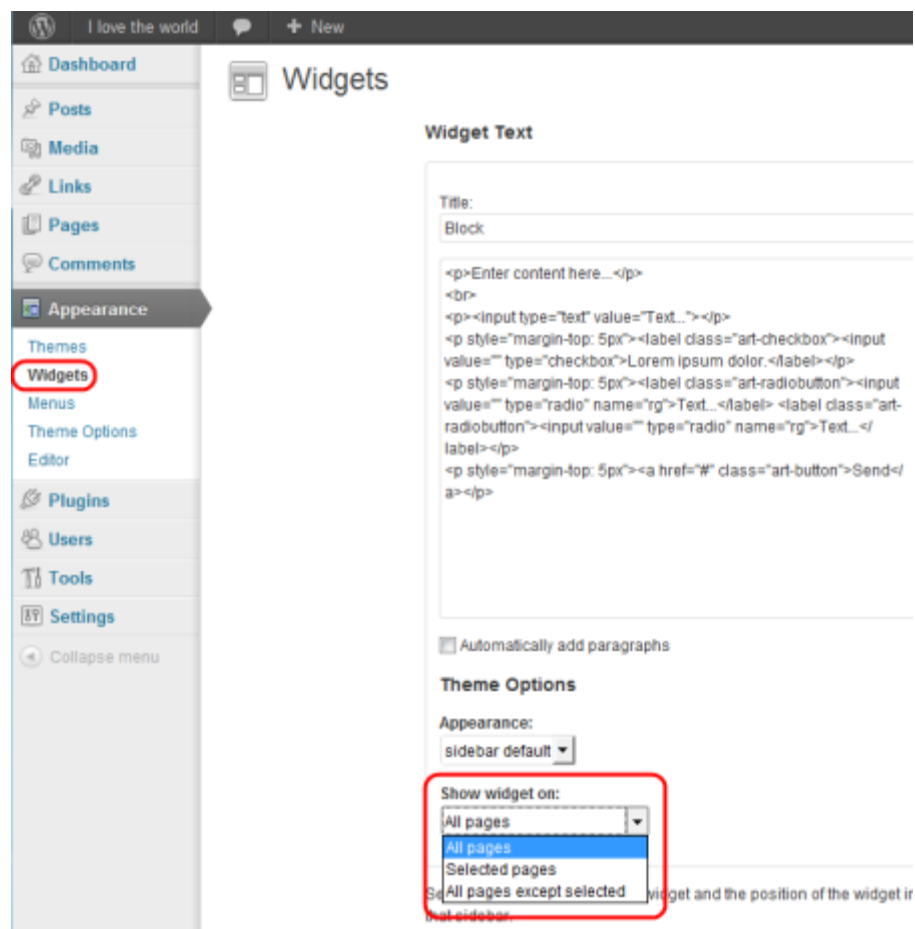 I love the world
+ New
Dashboard
Widgets
Posts
Media
Links
Pages
Comments
Appearance
Themes
Widgets
Menus
Theme Options
Editor
Plugins
Users
Tools
Settings
Collapse menu
Widget Text
Title:
Block
<p>Enter content here...</p>
<br>
<p><input type="text" value="Text..."></p>
<p style="margin-top: 5px"><label class="art-checkbox"><input
value="" type="checkbox">Lorem ipsum dolor.</label></p>
<p style="margin-top: 5px"><label class="art-radiobutton"><input
value="" type="radio" name="rg">Text...</label> <label class="art-
radiobutton"><input value="" type="radio" name="rg">Text...</
label></p>
<p style="margin-top: 5px"><a href="#" class="art-button">Send</
a></p>
Automatically add paragraphs
Theme Options
Appearance:
sidebar default
Show widget on:
All pages
All pages
Selected pages
All pages except selected
widget and the position of the widget in
that sidebar.